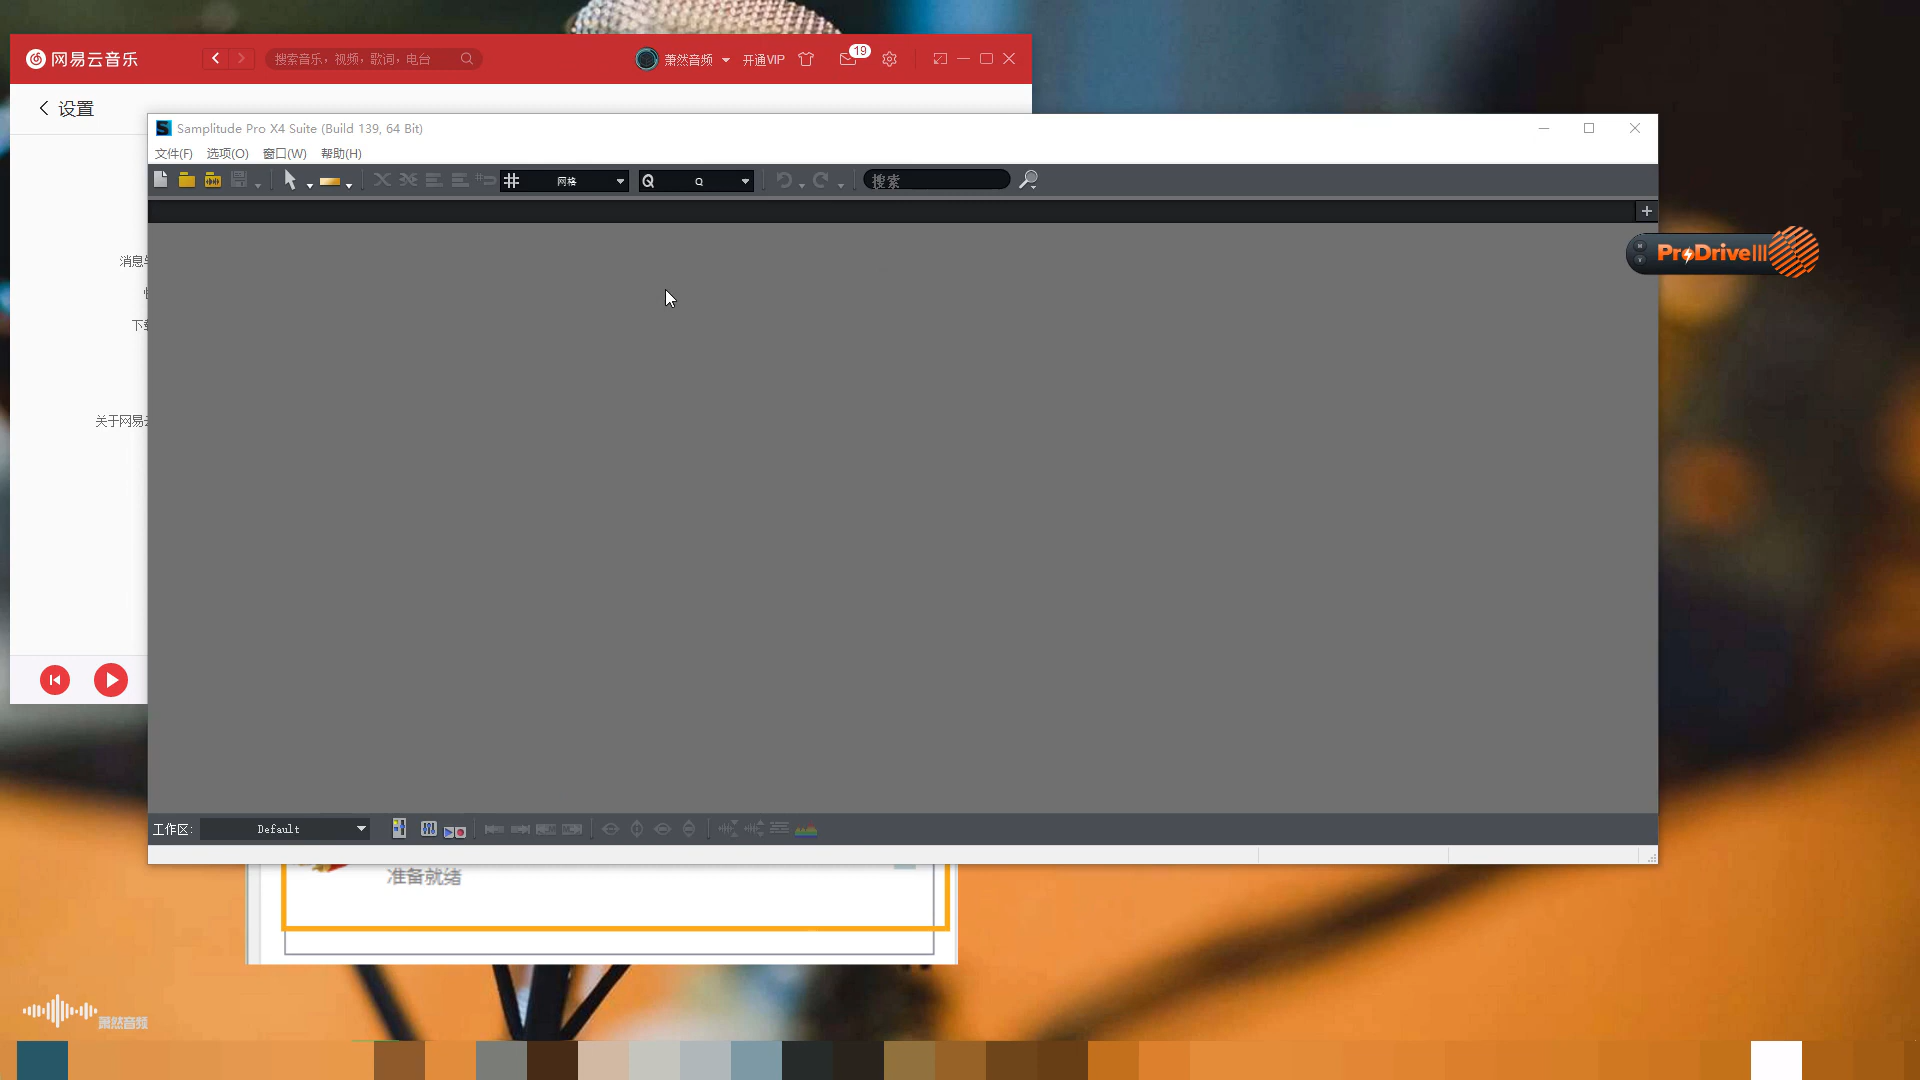 网易云音乐
搜索音乐，视频，歌词，电台
萧然音频
开通VIP
19
设置
消息
下载
关于网易云
Samplitude Pro X4 Suite (Build 139, 64 Bit)
文件(F) 选项(O) 窗口(W) 帮助(H)
网格
Q
Q
搜索
ProDriveIII
工作区:
Default
准备就绪
萧然音频